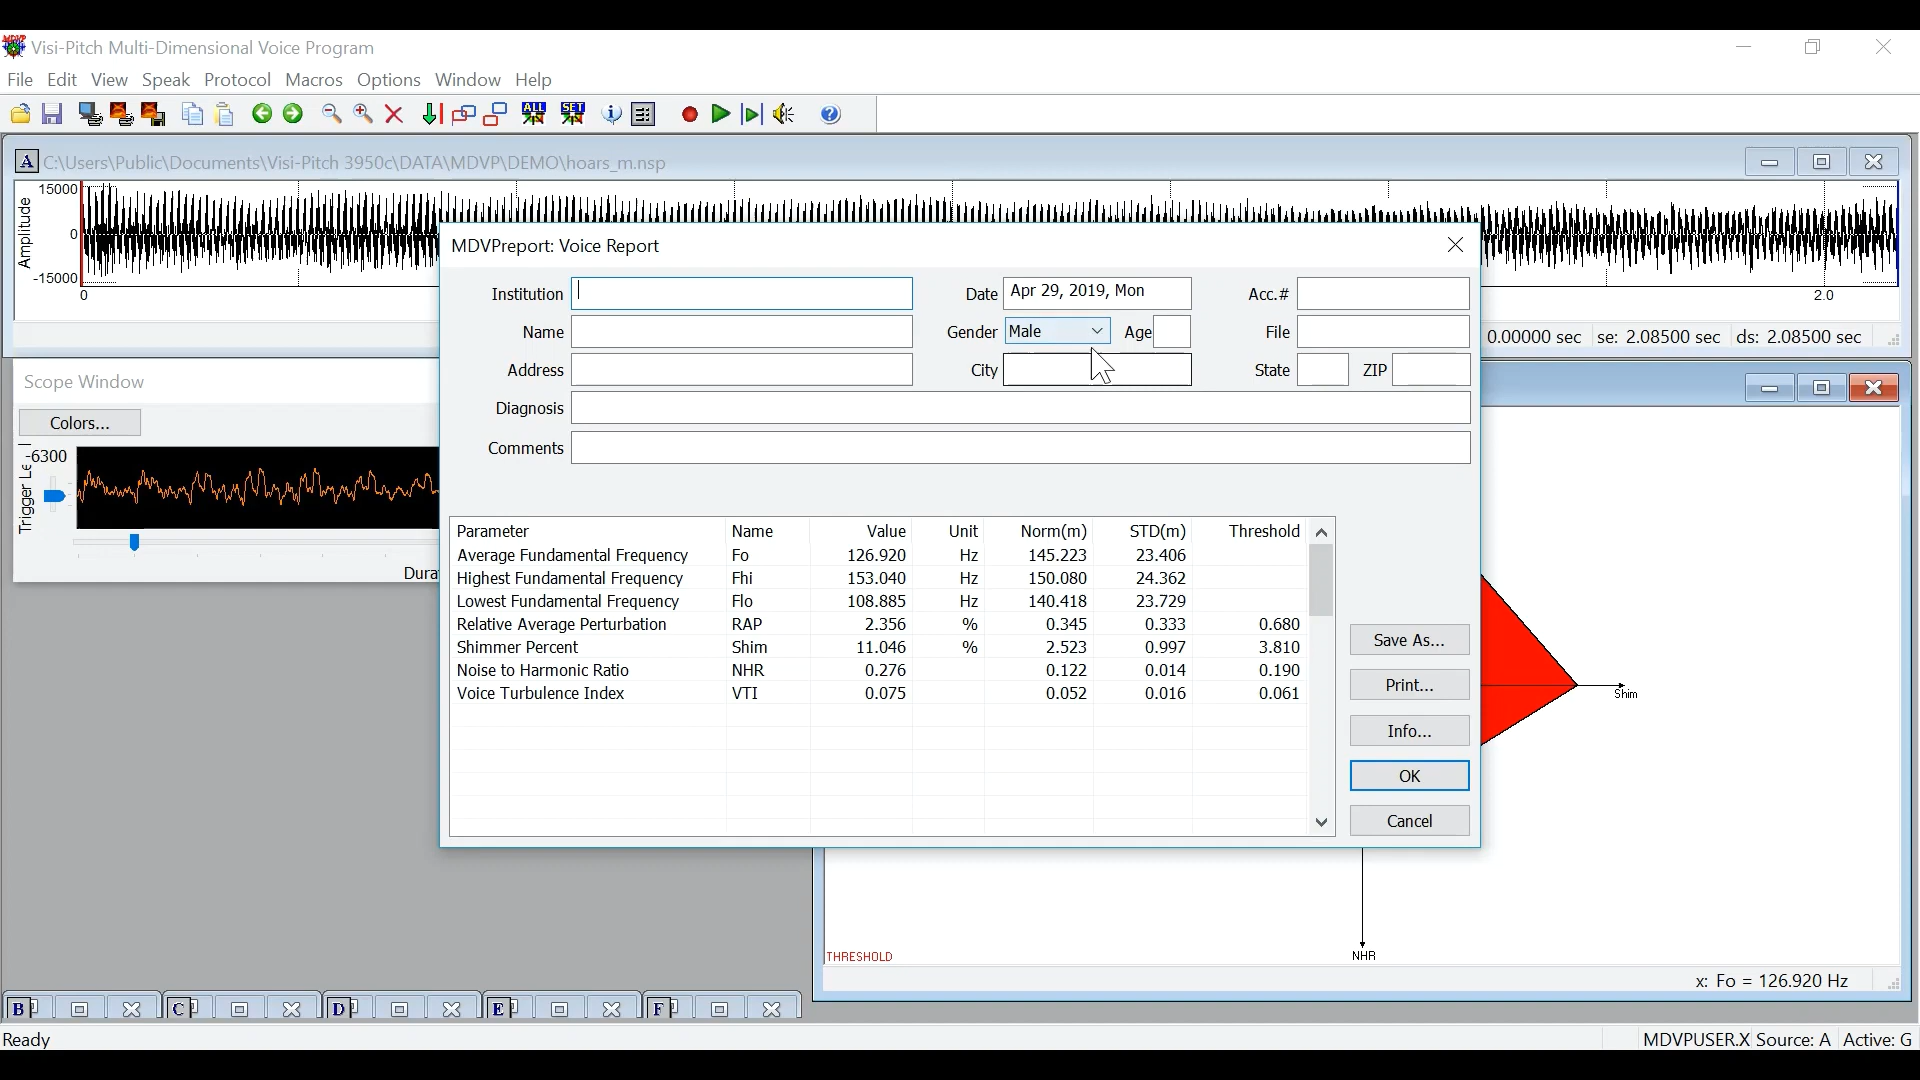 Visi-Pitch Multi-Dimensional Voice Program
File Edit View Speak Protocol Macros Options Window Help
ALL SET
A C:\Users\Public\Documents\Visi-Pitch 3950c\DATA\MDVP\DEMO\hoars_m.nsp
15000
0
-15000
Amplitude
0 2.0
0.00000 sec se: 2.08500 sec ds: 2.08500 sec
Scope Window
Colors...
-6300
Trigger Le
Dura
MDVPreport: Voice Report
Institution Date Apr 29, 2019, Mon Acc.#
Name Gender Male Age File
Address City State ZIP
Diagnosis
Comments
Parameter Name Value Unit Norm(m) STD(m) Threshold
Average Fundamental Frequency Fo 126.920 Hz 145.223 23.406
Highest Fundamental Frequency Fhi 153.040 Hz 150.080 24.362
Lowest Fundamental Frequency Flo 108.885 Hz 140.418 23.729
Relative Average Perturbation RAP 2.356 % 0.345 0.333 0.680
Shimmer Percent Shim 11.046 % 2.523 0.997 3.810
Noise to Harmonic Ratio NHR 0.276 0.122 0.014 0.190
Voice Turbulence Index VTI 0.075 0.052 0.016 0.061
Save As...
Print...
Info...
OK
Cancel
Shim
THRESHOLD
NHR
x: Fo = 126.920 Hz
B C D E F
Ready MDVPUSER.X Source: A Active: G